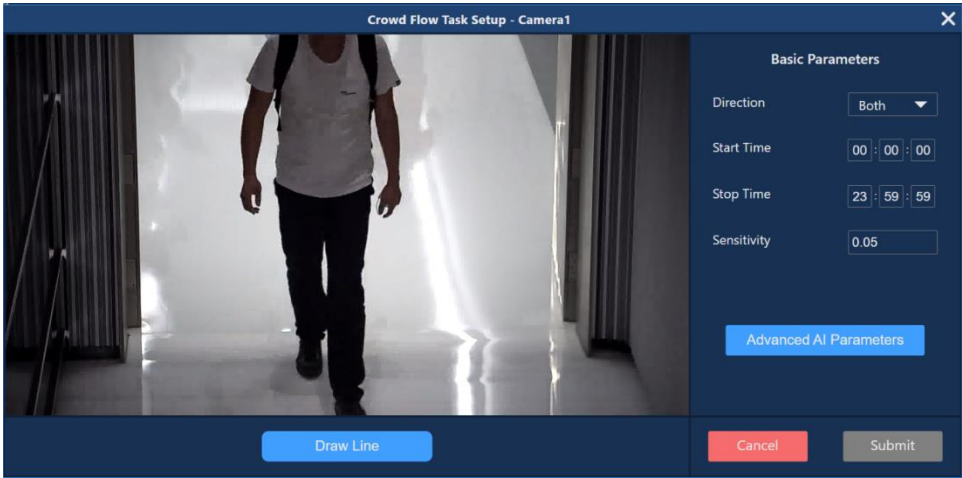 Crowd Flow Task Setup - Camera1
Basic Parameters
Direction Both
Start Time 00 : 00 : 00
Stop Time 23 : 59 : 59
Sensitivity 0.05
Advanced AI Parameters
Draw Line
Cancel
Submit